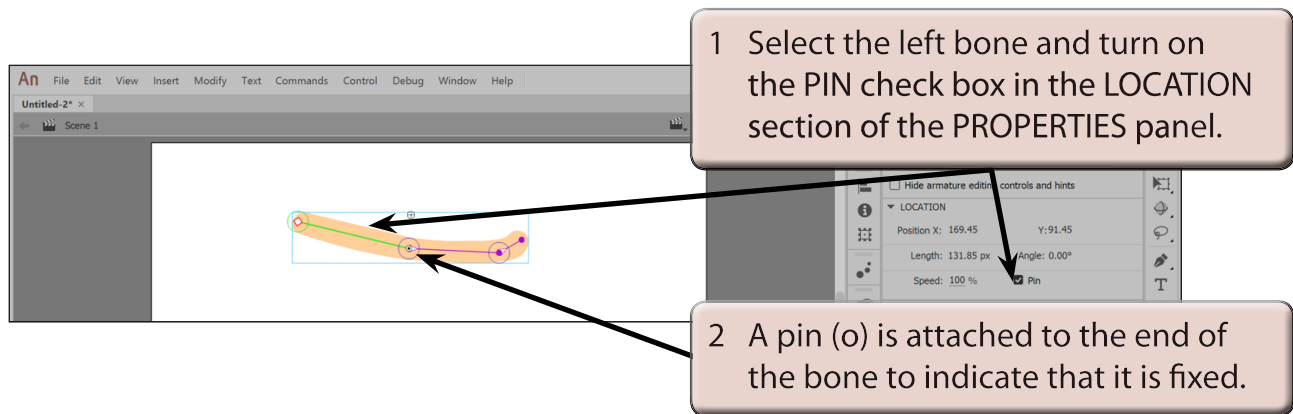 1 Select the left bone and turn on
the PIN check box in the LOCATION
section of the PROPERTIES panel.
An File Edit View Insert Modify Text Commands Control Debug Window Help
Untitled-2* ×
Scene 1
Hide armature editing controls and hints
LOCATION
Position X: 169.45 Y: 91.45
Length: 131.85 px Angle: 0.00°
Speed: 100 % Pin
2 A pin (o) is attached to the end of
the bone to indicate that it is fixed.